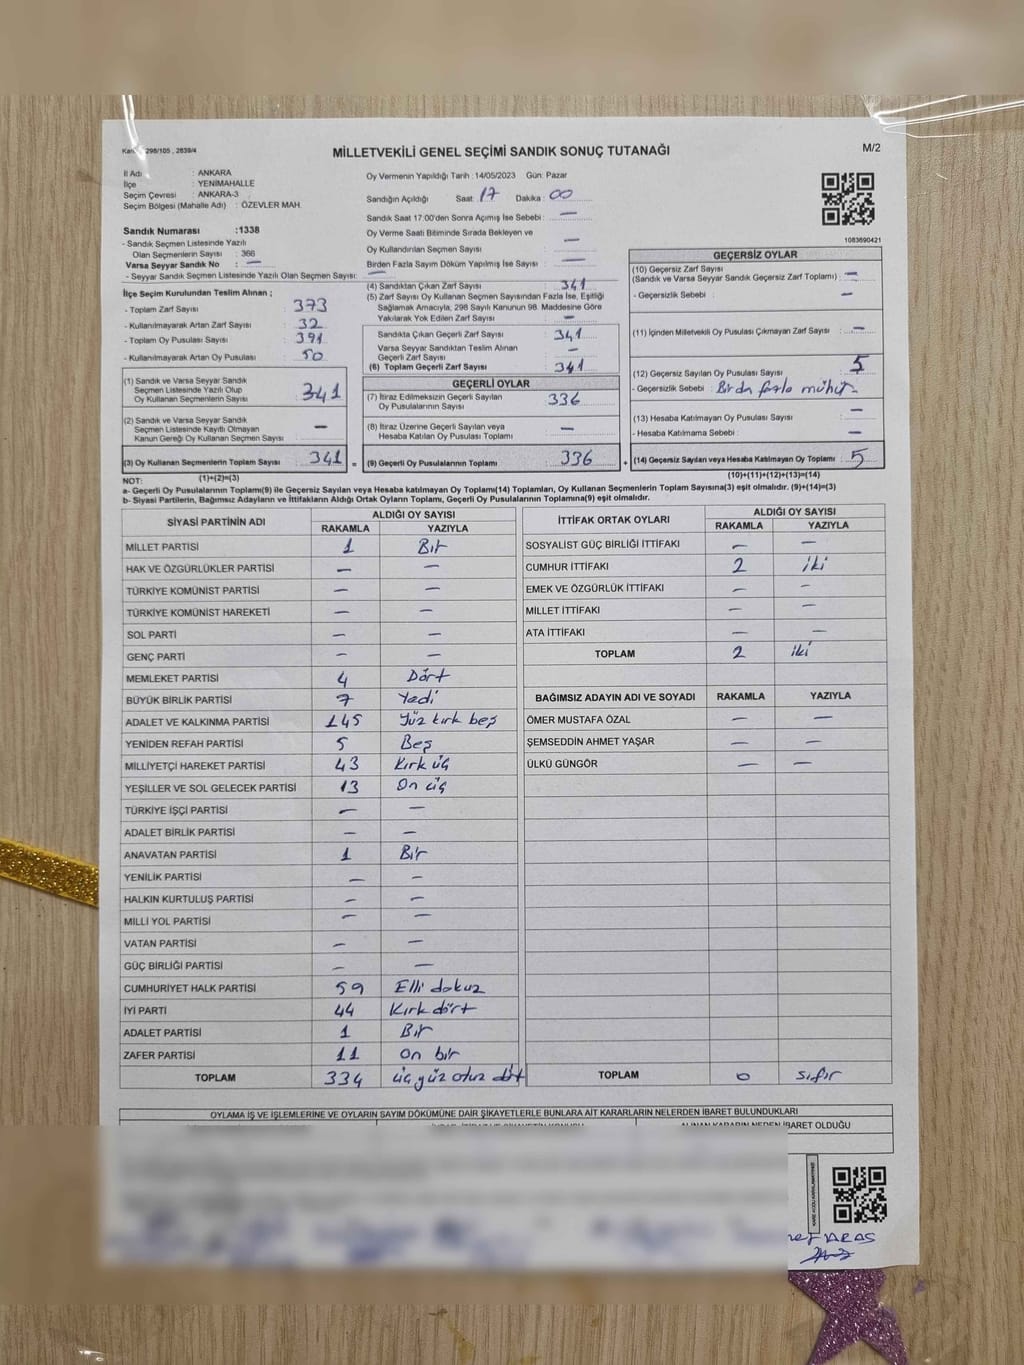 298/105 , 2839/4
MİLLETVEKİLİ GENEL SEÇİMİ SANDIK SONUÇ TUTANAĞI
M/2
İl Adı : ANKARA
İlçe : YENİMAHALLE
Seçim Çevresi : ANKARA-3
Seçim Bölgesi (Mahalle Adı) : ÖZEVLER MAH.
Sandık Numarası :1338
- Sandık Seçmen Listesinde Yazılı
Olan Seçmenlerin Sayısı : 366
Varsa Seyyar Sandık No : —
- Seyyar Sandık Seçmen Listesinde Yazılı Olan Seçmen Sayısı: —
Oy Vermenin Yapıldığı Tarih : 14/05/2023 Gün: Pazar
Sandığın Açıldığı Saat : 17 Dakika : 00
Sandık Saat 17:00'den Sonra Açımış İse Sebebi : —
Oy Verme Saati Bitiminde Sırada Bekleyen ve
Oy Kullandırılan Seçmen Sayısı : —
Birden Fazla Sayım Döküm Yapılmış İse Sayısı : —
1083690421
İlçe Seçim Kurulundan Teslim Alınan ;
- Toplam Zarf Sayısı : 373
- Kullanılmayarak Artan Zarf Sayısı : 32
- Toplam Oy Pusulası Sayısı : 391
- Kullanılmayarak Artan Oy Pusulası : 50
(1) Sandık ve Varsa Seyyar Sandık
Seçmen Listesinde Yazılı Olup
Oy Kullanan Seçmenlerin Sayısı : 341
(2) Sandık ve Varsa Seyyar Sandık
Seçmen Listesinde Kayıtlı Olmayan
Kanun Gereği Oy Kullanan Seçmen Sayısı : —
(3) Oy Kullanan Seçmenlerin Toplam Sayısı : 341 =
(4) Sandıktan Çıkan Zarf Sayısı : 341
(5) Zarf Sayısı Oy Kullanan Seçmen Sayısından Fazla İse, Eşitliği
Sağlamak Amacıyla, 298 Sayılı Kanunun 98. Maddesine Göre
Yakılarak Yok Edilen Zarf Sayısı : —
Sandıkta Çıkan Geçerli Zarf Sayısı : 341
Varsa Seyyar Sandıktan Teslim Alınan
Geçerli Zarf Sayısı : —
(6) Toplam Geçerli Zarf Sayısı : 341
GEÇERLİ OYLAR
(7) İtiraz Edilmeksizin Geçerli Sayılan
Oy Pusulalarının Sayısı : 336
(8) İtiraz Üzerine Geçerli Sayılan veya
Hesaba Katılan Oy Pusulası Toplamı : —
(9) Geçerli Oy Pusulalarının Toplamı : 336 +
GEÇERSİZ OYLAR
(10) Geçersiz Zarf Sayısı
(Sandık ve Varsa Seyyar Sandık Geçersiz Zarf Toplamı) : —
- Geçersizlik Sebebi : —
(11) İçinden Milletvekili Oy Pusulası Çıkmayan Zarf Sayısı : —
(12) Geçersiz Sayılan Oy Pusulası Sayısı : 5
- Geçersizlik Sebebi : Birden fazla mühür.
(13) Hesaba Katılmayan Oy Pusulası Sayısı : —
- Hesaba Katılmama Sebebi : —
(14) Geçersiz Sayılan veya Hesaba Katılmayan Oy Toplamı : 5
NOT: (1)+(2)=(3) (10)+(11)+(12)+(13)=(14)
a- Geçerli Oy Pusulalarının Toplamı(9) ile Geçersiz Sayılan veya Hesaba katılmayan Oy Toplamı(14) Toplamları, Oy Kullanan Seçmenlerin Toplam Sayısına(3) eşit olmalıdır. (9)+(14)=(3)
b- Siyasi Partilerin, Bağımsız Adayların ve İttifakların Aldığı Ortak Oyların Toplamı, Geçerli Oy Pusulalarının Toplamına(9) eşit olmalıdır.
SİYASİ PARTİNİN ADI ALDIĞI OY SAYISI
RAKAMLA YAZIYLA
MİLLET PARTİSİ 1 Bir
HAK VE ÖZGÜRLÜKLER PARTİSİ — —
TÜRKİYE KOMÜNİST PARTİSİ — —
TÜRKİYE KOMÜNİST HAREKETİ — —
SOL PARTİ — —
GENÇ PARTİ — —
MEMLEKET PARTİSİ 4 Dört
BÜYÜK BİRLİK PARTİSİ 7 Yedi
ADALET VE KALKINMA PARTİSİ 145 Yüz kırk beş
YENİDEN REFAH PARTİSİ 5 Beş
MİLLİYETÇİ HAREKET PARTİSİ 43 Kırk üç
YEŞİLLER VE SOL GELECEK PARTİSİ 13 On üç
TÜRKİYE İŞÇİ PARTİSİ — —
ADALET BİRLİK PARTİSİ — —
ANAVATAN PARTİSİ 1 Bir
YENİLİK PARTİSİ — —
HALKIN KURTULUŞ PARTİSİ — —
MİLLİ YOL PARTİSİ — —
VATAN PARTİSİ — —
GÜÇ BİRLİĞİ PARTİSİ — —
CUMHURİYET HALK PARTİSİ 59 Elli dokuz
İYİ PARTİ 44 Kırk dört
ADALET PARTİSİ 1 Bir
ZAFER PARTİSİ 11 On bir
TOPLAM 334 üç yüz otuz dört
İTTİFAK ORTAK OYLARI ALDIĞI OY SAYISI
RAKAMLA YAZIYLA
SOSYALİST GÜÇ BİRLİĞİ İTTİFAKI — —
CUMHUR İTTİFAKI 2 iki
EMEK VE ÖZGÜRLÜK İTTİFAKI — —
MİLLET İTTİFAKI — —
ATA İTTİFAKI — —
TOPLAM 2 iki
BAĞIMSIZ ADAYIN ADI VE SOYADI RAKAMLA YAZIYLA
ÖMER MUSTAFA ÖZAL — —
ŞEMSEDDİN AHMET YAŞAR — —
ÜLKÜ GÜNGÖR — —
TOPLAM 0 sıfır
OYLAMA İŞ VE İŞLEMLERİNE VE OYLARIN SAYIM DÖKÜMÜNE DAİR ŞİKAYETLERLE BUNLARA AİT KARARLARIN NELERDEN İBARET BULUNDUKLARI
ALINAN KARARIN NEDEN İBARET OLDUĞU
ARAS